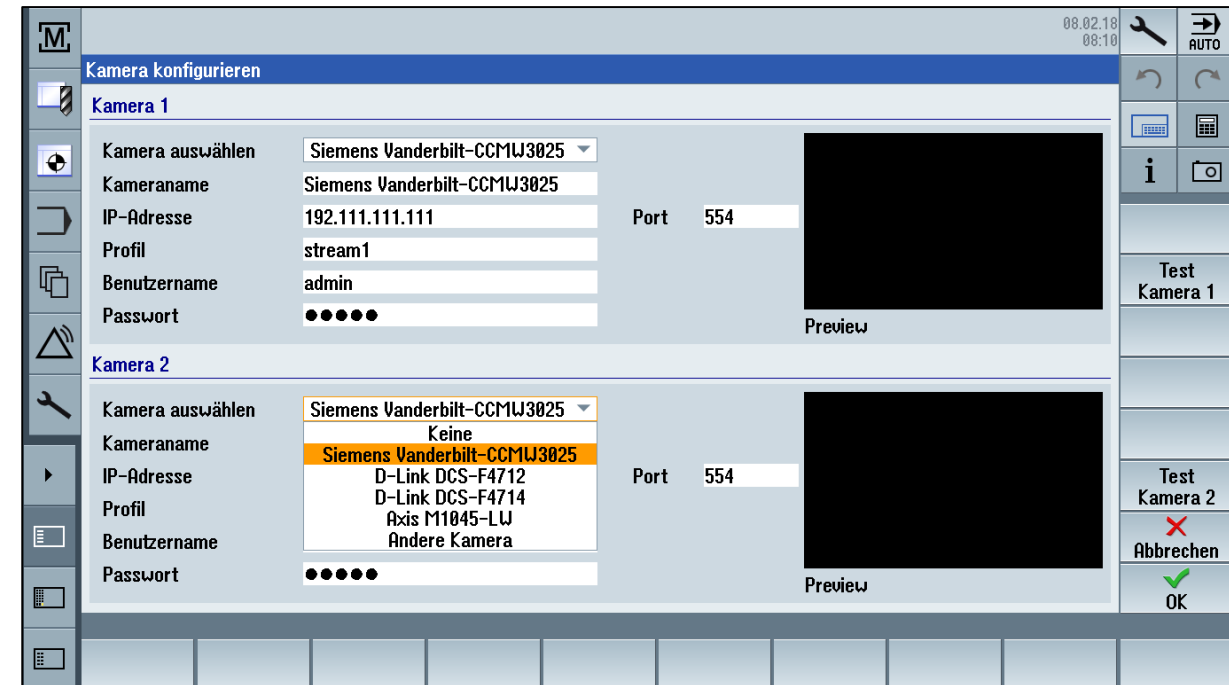 M
08.02.18
08:10
AUTO
Kamera konfigurieren
Kamera 1
Kamera auswählen Siemens Vanderbilt-CCMW3025
Kameraname Siemens Vanderbilt-CCMW3025
IP-Adresse 192.111.111.111 Port 554
Profil stream1
Benutzername admin
Passwort ●●●●●
Preview
Test
Kamera 1
Kamera 2
Kamera auswählen Siemens Vanderbilt-CCMW3025
Kameraname Keine
Siemens Vanderbilt-CCMW3025
IP-Adresse D-Link DCS-F4712 Port 554
D-Link DCS-F4714
Profil Axis M1045-LW
Benutzername Andere Kamera
Passwort ●●●●●
Preview
Test
Kamera 2
Abbrechen
OK